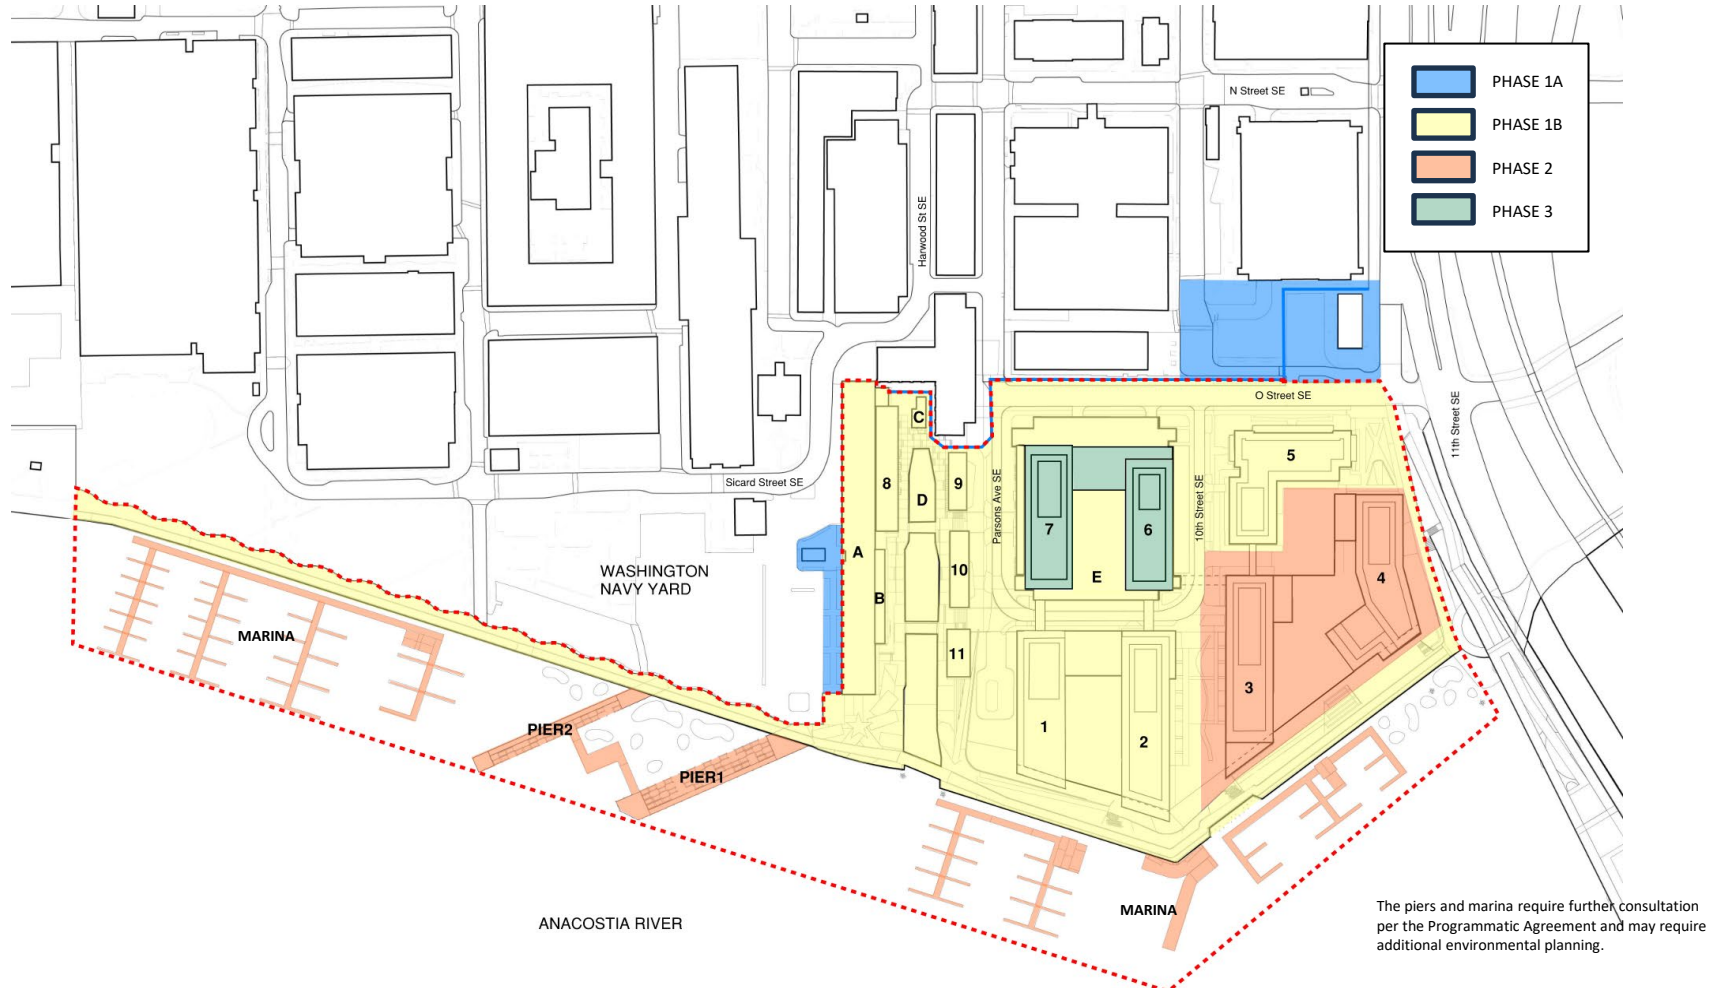 N Street SE
PHASE 1A
PHASE 1B
PHASE 2
PHASE 3
Harwood St SE
O Street SE
11th Street SE
C
8
9
D
A
10
B
11
Sicard Street SE
Parsons Ave SE
7
6
E
10th Street SE
5
4
3
1
2
WASHINGTON
NAVY YARD
MARINA
PIER2
PIER1
MARINA
ANACOSTIA RIVER
The piers and marina require further consultation
per the Programmatic Agreement and may require
additional environmental planning.